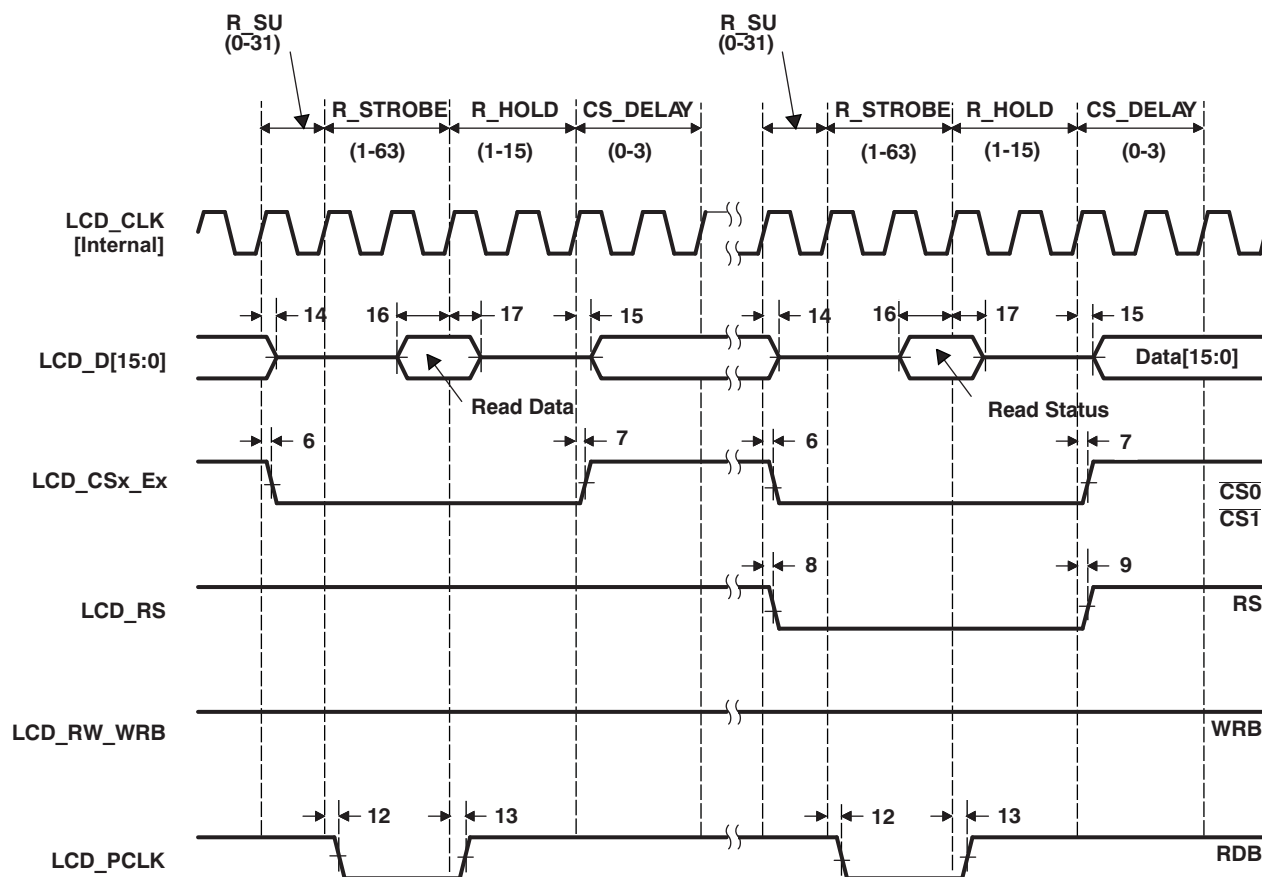 R_SU
(0-31)
R_SU
(0-31)
R_STROBE R_HOLD CS_DELAY
R_STROBE R_HOLD CS_DELAY
(1-63) (1-15) (0-3)
(1-63) (1-15) (0-3)
LCD_CLK
[Internal]
14 16 17 15 14 16 17 15
LCD_D[15:0]
Data[15:0]
Read Data
Read Status
6 7 6 7
LCD_CSx_Ex
CS0
CS1
8 9
LCD_RS
RS
LCD_RW_WRB
WRB
12 13 12 13
LCD_PCLK
RDB